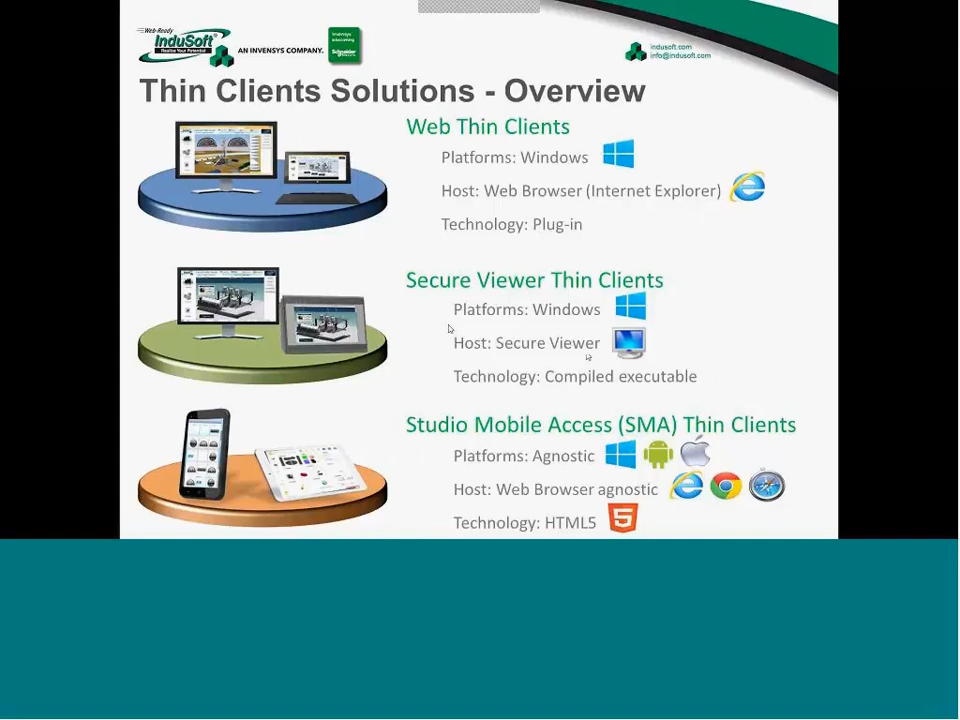 Web-Ready
InduSoft
Realize Your Potential
AN INVENSYS COMPANY.
indusoft.com
info@indusoft.com
Thin Clients Solutions - Overview
Web Thin Clients
Platforms: Windows
Host: Web Browser (Internet Explorer)
Technology: Plug-in
Secure Viewer Thin Clients
Platforms: Windows
Host: Secure Viewer
Technology: Compiled executable
Studio Mobile Access (SMA) Thin Clients
Platforms: Agnostic
Host: Web Browser agnostic
Technology: HTML5
5